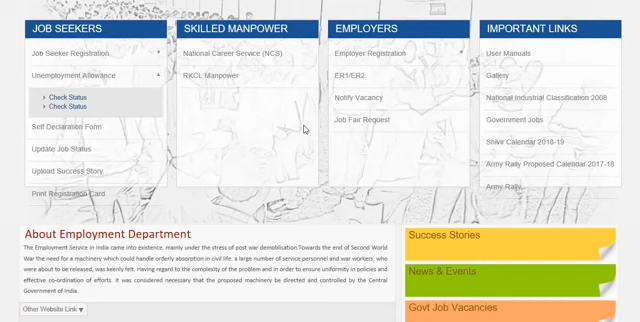 JOB SEEKERS
Job Seeker Registration
Unemployment Allowance
Check Status
Check Status
Self Declaration Form
Update Job Status
Upload Success Story
Print Registration Card
SKILLED MANPOWER
National Career Service (NCS)
RKCL Manpower
EMPLOYERS
Employer Registration
ER1/ER2
Notify Vacancy
Job Fair Request
IMPORTANT LINKS
User Manuals
Gallery
National Industrial Classification 2008
Government Jobs
Shivir Calendar 2018-19
Army Rally Proposed Calendar 2017-18
Army Rally
About Employment Department
The Employment Service in India came into existence, mainly under the stress of post war demobilisation.Towards the end of Second World
War the need for a machinery which could handle orderly absorption in civil life, a large number of service personnel and war workers, who
were about to be released, was keenly felt. Having regard to the complexity of the problem and in order to ensure uniformity in policies and
effective co-ordination of efforts. it was considered necessary that the proposed machinery be directed and controlled by the Central
Government of India.
Other Website Link ▼
Success Stories
News & Events
Govt Job Vacancies